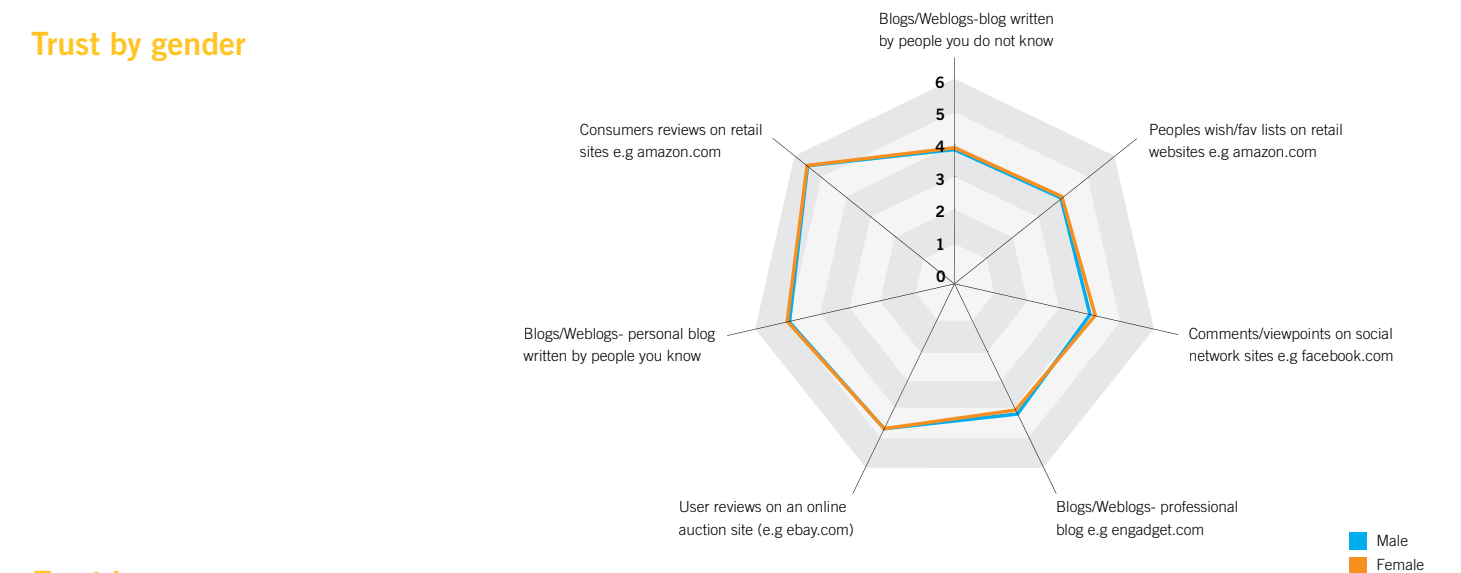 Trust by gender
Blogs/Weblogs-blog written
by people you do not know
6
5
4
3
2
1
0
Consumers reviews on retail
sites e.g amazon.com
Peoples wish/fav lists on retail
websites e.g amazon.com
Blogs/Weblogs- personal blog
written by people you know
Comments/viewpoints on social
network sites e.g facebook.com
User reviews on an online
auction site (e.g ebay.com)
Blogs/Weblogs- professional
blog e.g engadget.com
Male
Female